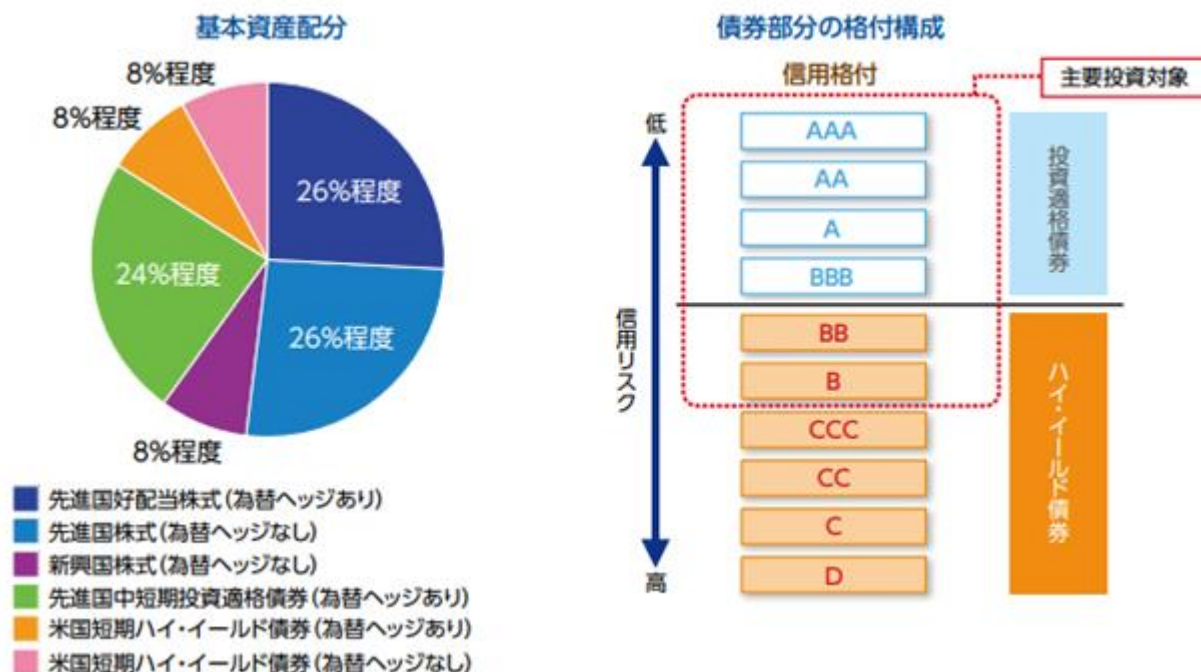 基本資産配分
8%程度
8%程度
26%程度
24%程度
26%程度
8%程度
先進国好配当株式(為替ヘッジあり)
先進国株式(為替ヘッジなし)
新興国株式(為替ヘッジなし)
先進国中短期投資適格債券(為替ヘッジあり)
米国短期ハイ・イールド債券(為替ヘッジあり)
米国短期ハイ・イールド債券(為替ヘッジなし)
債券部分の格付構成
信用格付
主要投資対象
低
信用リスク
高
AAA
AA
A
BBB
BB
B
CCC
CC
C
D
投資適格債券
ハイ・イールド債券